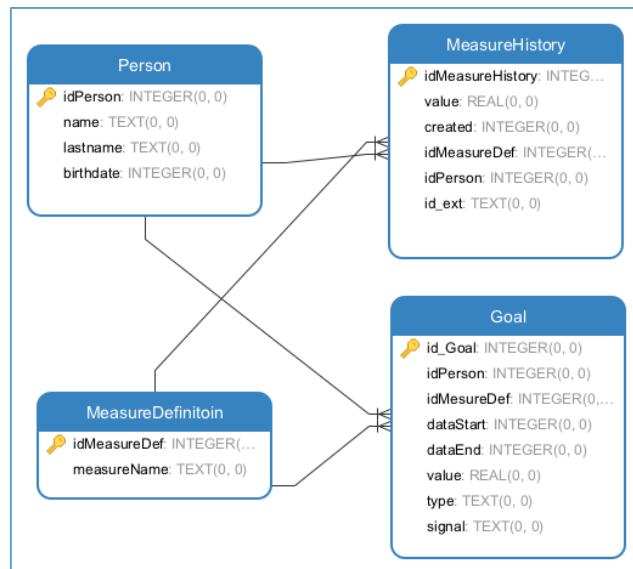 Person
idPerson: INTEGER(0, 0)
name: TEXT(0, 0)
lastname: TEXT(0, 0)
birthdate: INTEGER(0, 0)
MeasureHistory
idMeasureHistory: INTEG...
value: REAL(0, 0)
created: INTEGER(0, 0)
idMeasureDef: INTEGER(...
idPerson: INTEGER(0, 0)
id_ext: TEXT(0, 0)
MeasureDefinitoin
idMeasureDef: INTEGER(...
measureName: TEXT(0, 0)
Goal
id_Goal: INTEGER(0, 0)
idPerson: INTEGER(0, 0)
idMesureDef: INTEGER(0,...
dataStart: INTEGER(0, 0)
dataEnd: INTEGER(0, 0)
value: REAL(0, 0)
type: TEXT(0, 0)
signal: TEXT(0, 0)